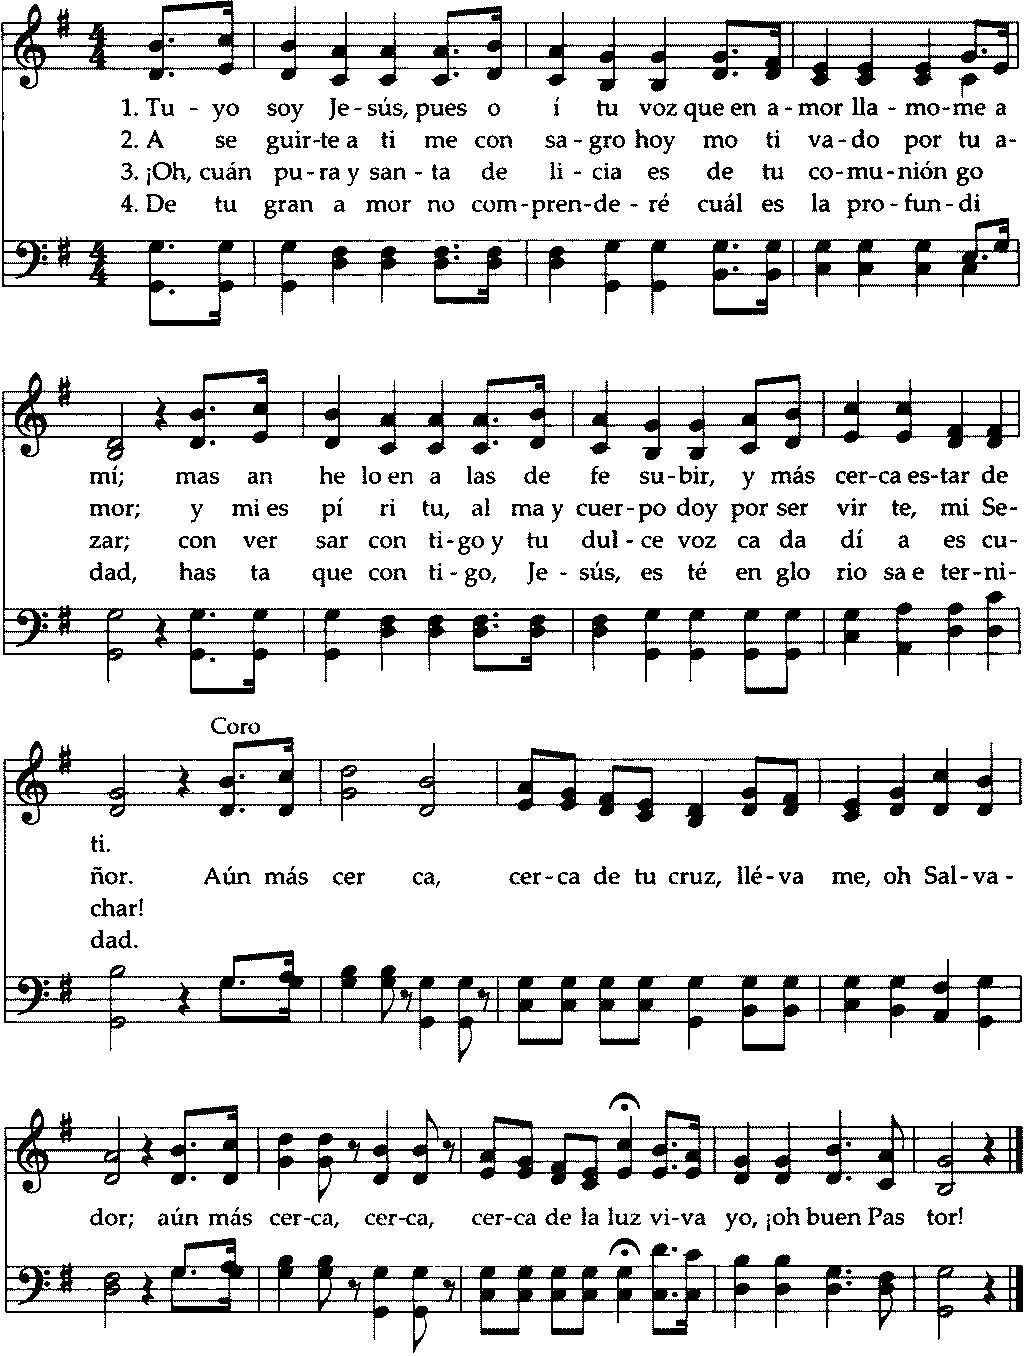 1. Tu - yo soy Je - sús, pues o í tu voz que en a - mor lla - mo - me a
2. A se guir - te a ti me con sa - gro hoy mo ti va - do por tu a -
3. ¡Oh, cuán pu - ra y san - ta de li - cia es de tu co - mu - nión go
4. De tu gran a mor no com - pren - de - ré cuál es la pro - fun - di
mí; mas an he lo en a las de fe su - bir, y más cer - ca es - tar de
mor; y mi es pí ri tu, al ma y cuer - po doy por ser vir te, mi Se -
zar; con ver sar con ti - go y tu dul - ce voz ca da dí a es cu -
dad, has ta que con ti - go, Je - sús, es té en glo rio sa e ter - ni -
Coro
ti.
ñor. Aún más cer ca, cer - ca de tu cruz, llé - va me, oh Sal - va -
char!
dad.
dor; aún más cer - ca, cer - ca, cer - ca de la luz vi - va yo, ¡oh buen Pas tor!